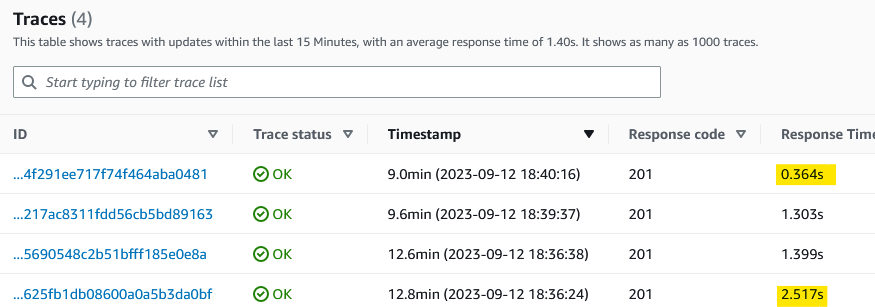 Traces (4)
This table shows traces with updates within the last 15 Minutes, with an average response time of 1.40s. It shows as many as 1000 traces.
Start typing to filter trace list
ID Trace status Timestamp Response code Response Time
...4f291ee717f74f464aba0481 OK 9.0min (2023-09-12 18:40:16) 201 0.364s
...217ac8311fdd56cb5bd89163 OK 9.6min (2023-09-12 18:39:37) 201 1.303s
...5690548c2b51bfff185e0e8a OK 12.6min (2023-09-12 18:36:38) 201 1.399s
...625fb1db08600a0a5b3da0bf OK 12.8min (2023-09-12 18:36:24) 201 2.517s